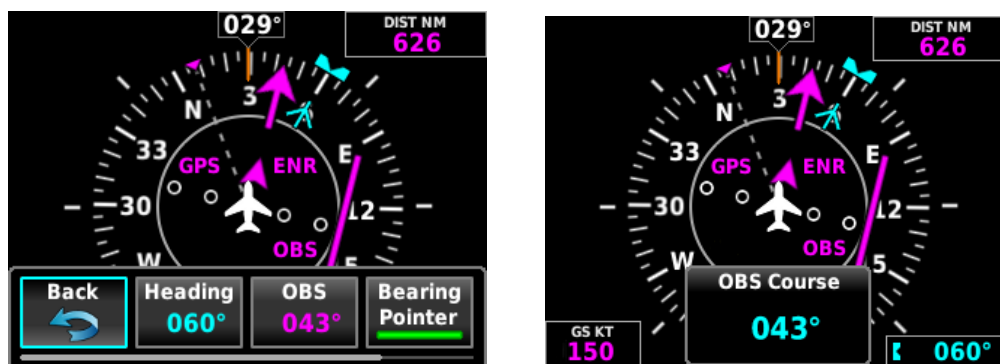 029°
DIST NM
626
3
N
33
E
GPS
ENR
30
12
OBS
W
5
Back
Heading
060°
OBS
043°
Bearing
Pointer
029°
DIST NM
626
3
N
33
E
GPS
ENR
30
12
OBS
W
5
OBS Course
043°
GS KT
150
060°